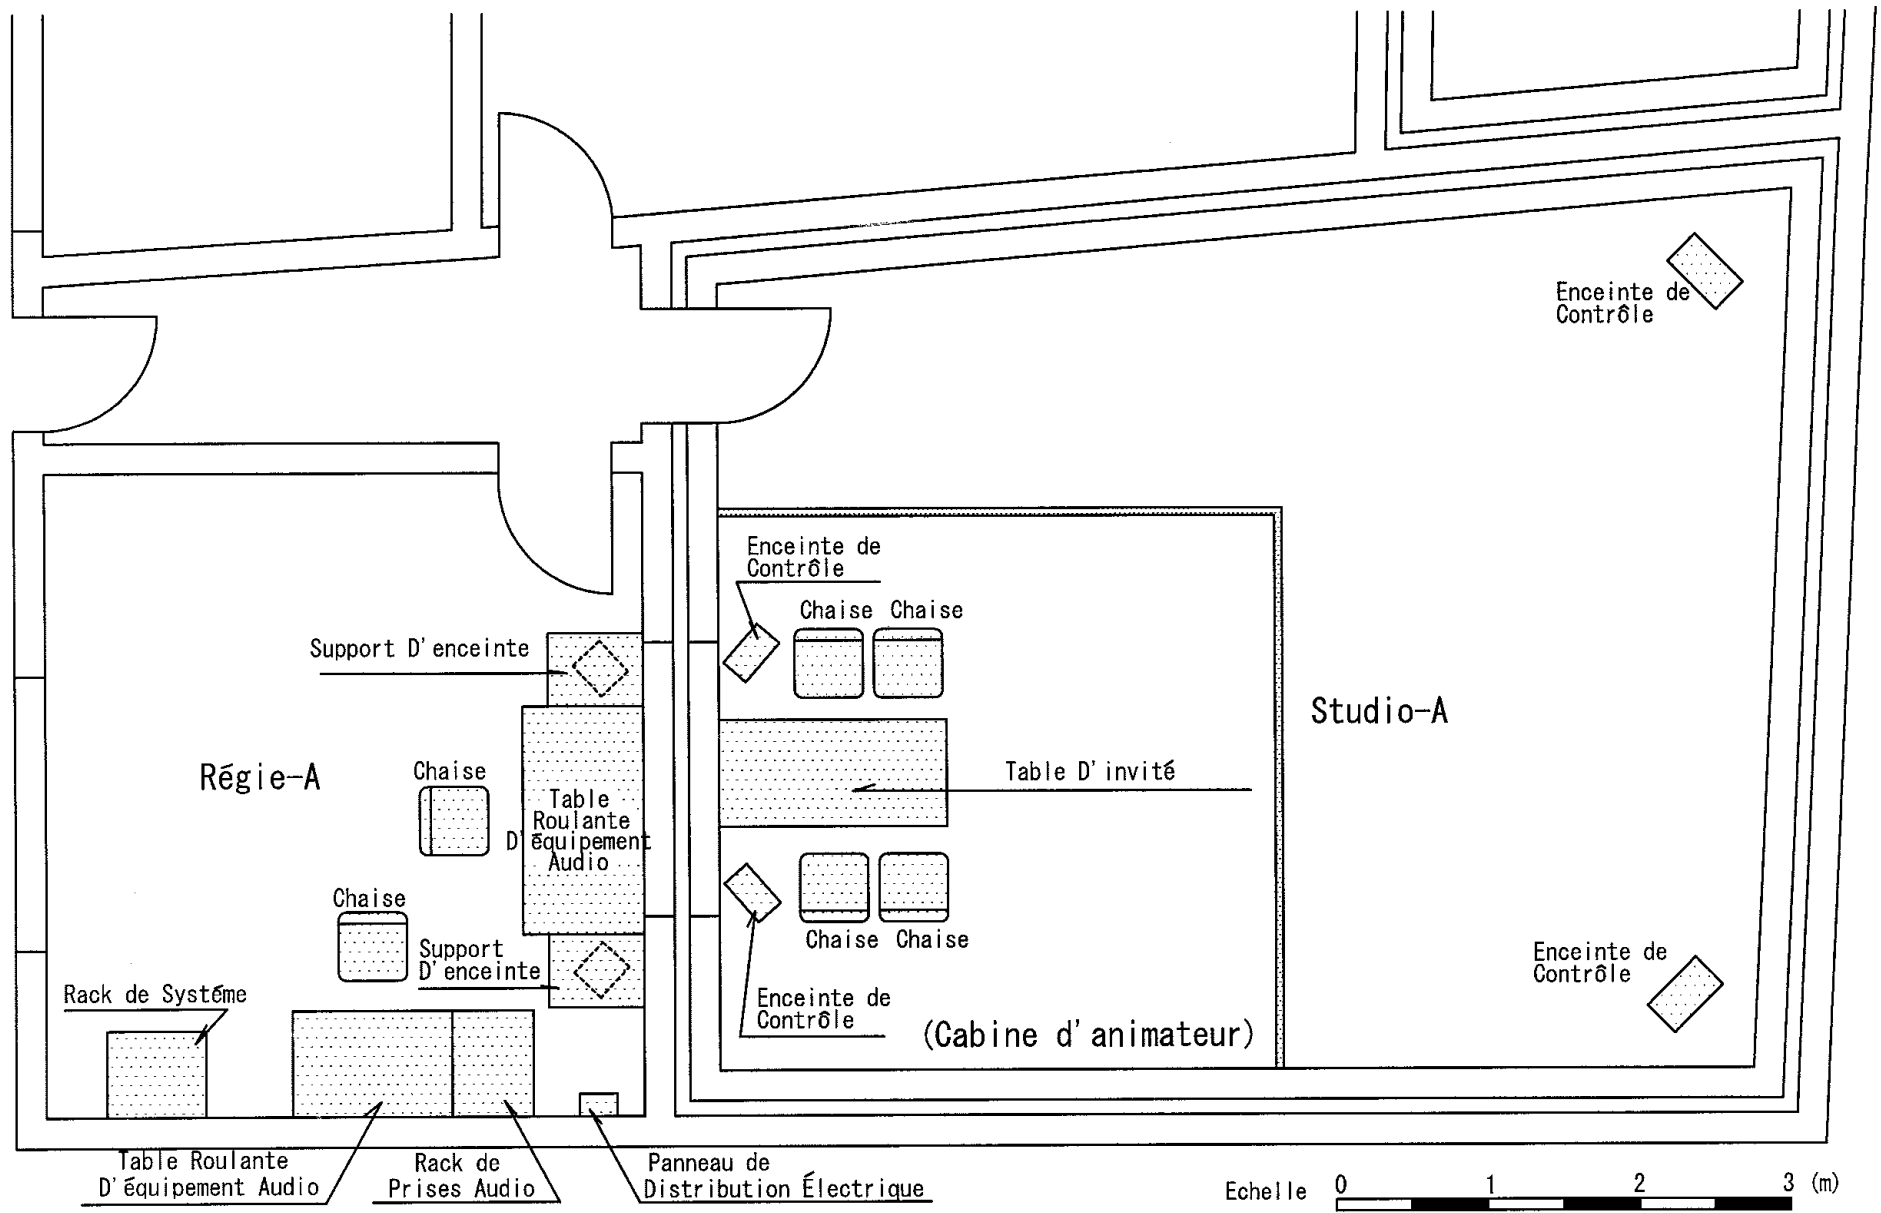 Enceinte de
Contrôle
Enceinte de
Contrôle
Chaise Chaise
Support D'enceinte
Studio-A
Régie-A
Chaise
Table D'invité
Table
Roulante
D'équipement
Audio
Chaise
Chaise Chaise
Support
D'enceinte
Enceinte de
Contrôle
Rack de Systéme
Enceinte de
Contrôle
(Cabine d'animateur)
Table Roulante
D'équipement Audio
Rack de
Prises Audio
Panneau de
Distribution Électrique
Echelle 0 1 2 3 (m)